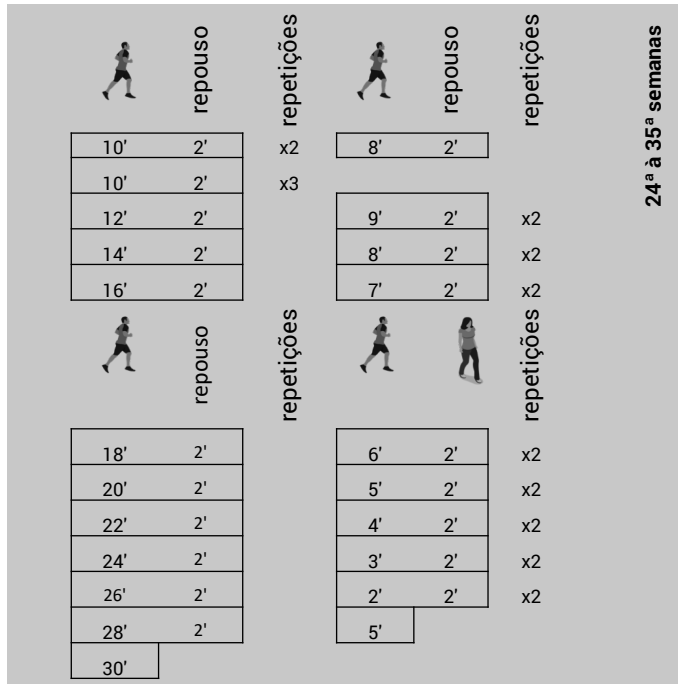 repouso repetições repouso repetições
10' 2' x2 8' 2'
10' 2' x3
12' 2' 9' 2' x2
14' 2' 8' 2' x2
16' 2' 7' 2' x2
repouso repetições repetições
18' 2' 6' 2' x2
20' 2' 5' 2' x2
22' 2' 4' 2' x2
24' 2' 3' 2' x2
26' 2' 2' 2' x2
28' 2' 5'
30'
24ª à 35ª semanas